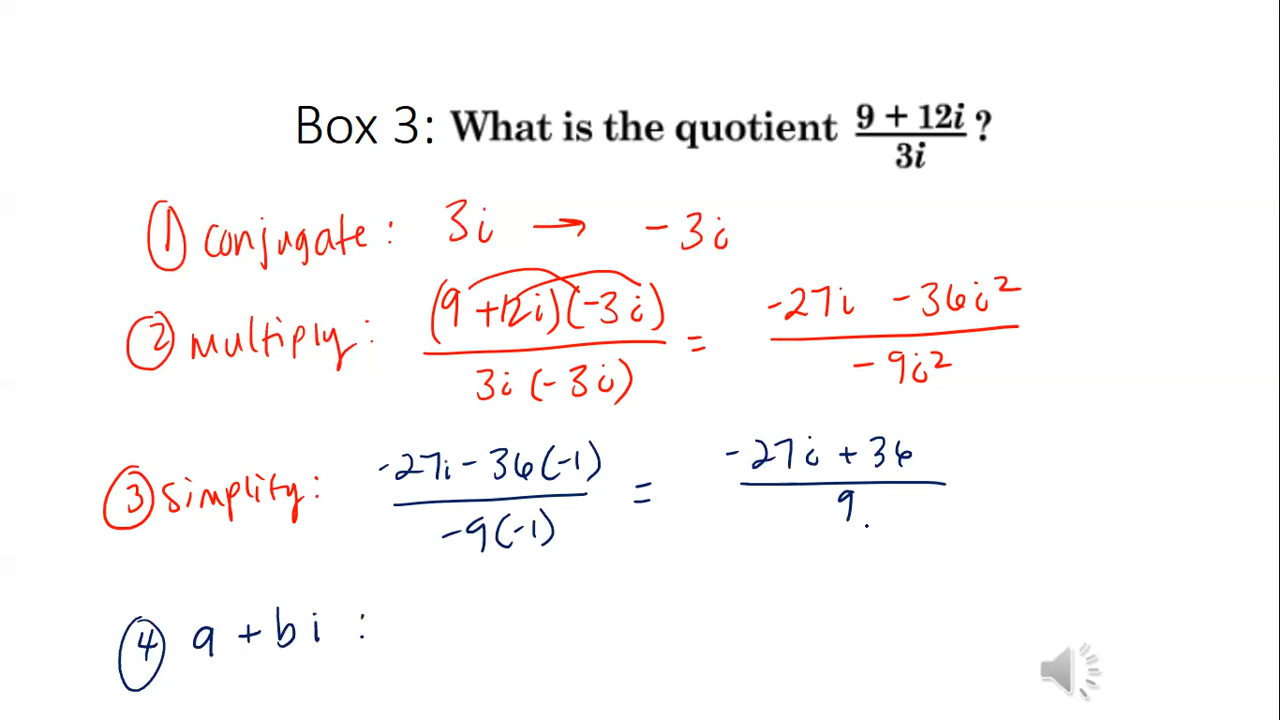 Box 3: What is the quotient (9 + 12i)/(3i) ?
① conjugate: 3i → -3i
② multiply: ((9 +12i)(-3i))/(3i(-3i)) = (-27i -36i²)/(-9i²)
③ simplify: (-27i - 36(-1))/(-9(-1)) = (-27i + 36)/(9.)
④ a + bi :